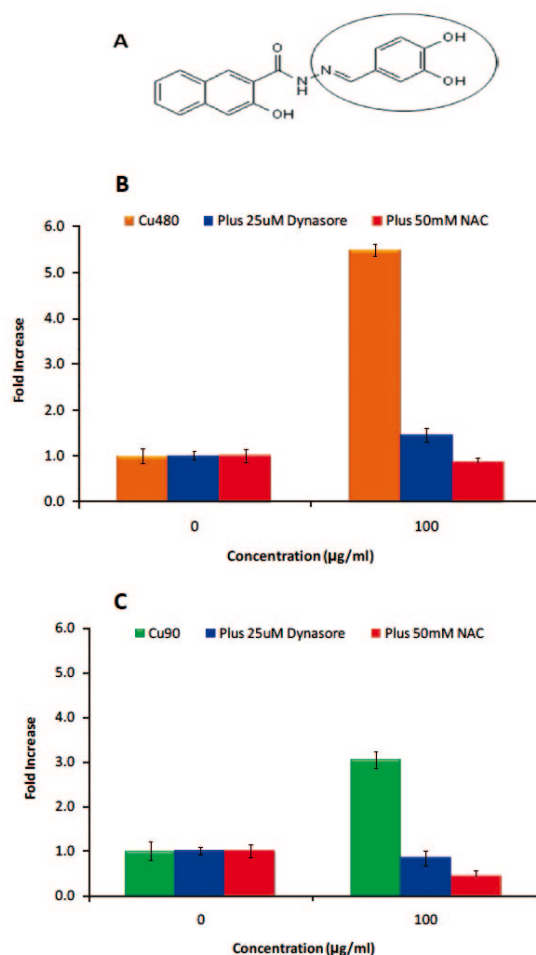 A
O
OH
N
N
H
OH
OH
B
Cu480 Plus 25uM Dynasore Plus 50mM NAC
6.0
5.0
4.0
3.0
2.0
1.0
0.0
Fold Increase
0 100
Concentration (µg/ml)
C
Cu90 Plus 25uM Dynasore Plus 50mM NAC
6.0
5.0
4.0
3.0
2.0
1.0
0.0
Fold Increase
0 100
Concentration (µg/ml)